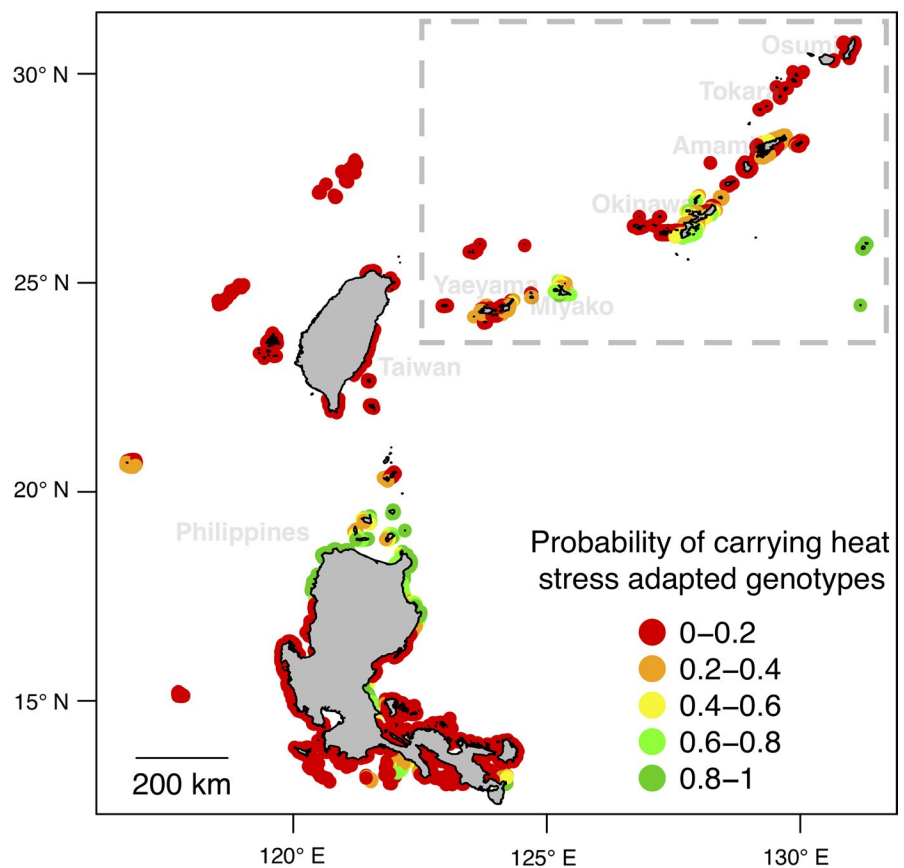 30° N
25° N
20° N
15° N
Osumi
Tokara
Amami
Okinawa
Yaeyama
Miyako
Taiwan
Philippines
Probability of carrying heat
stress adapted genotypes
0–0.2
0.2–0.4
0.4–0.6
0.6–0.8
0.8–1
200 km
120° E
125° E
130° E